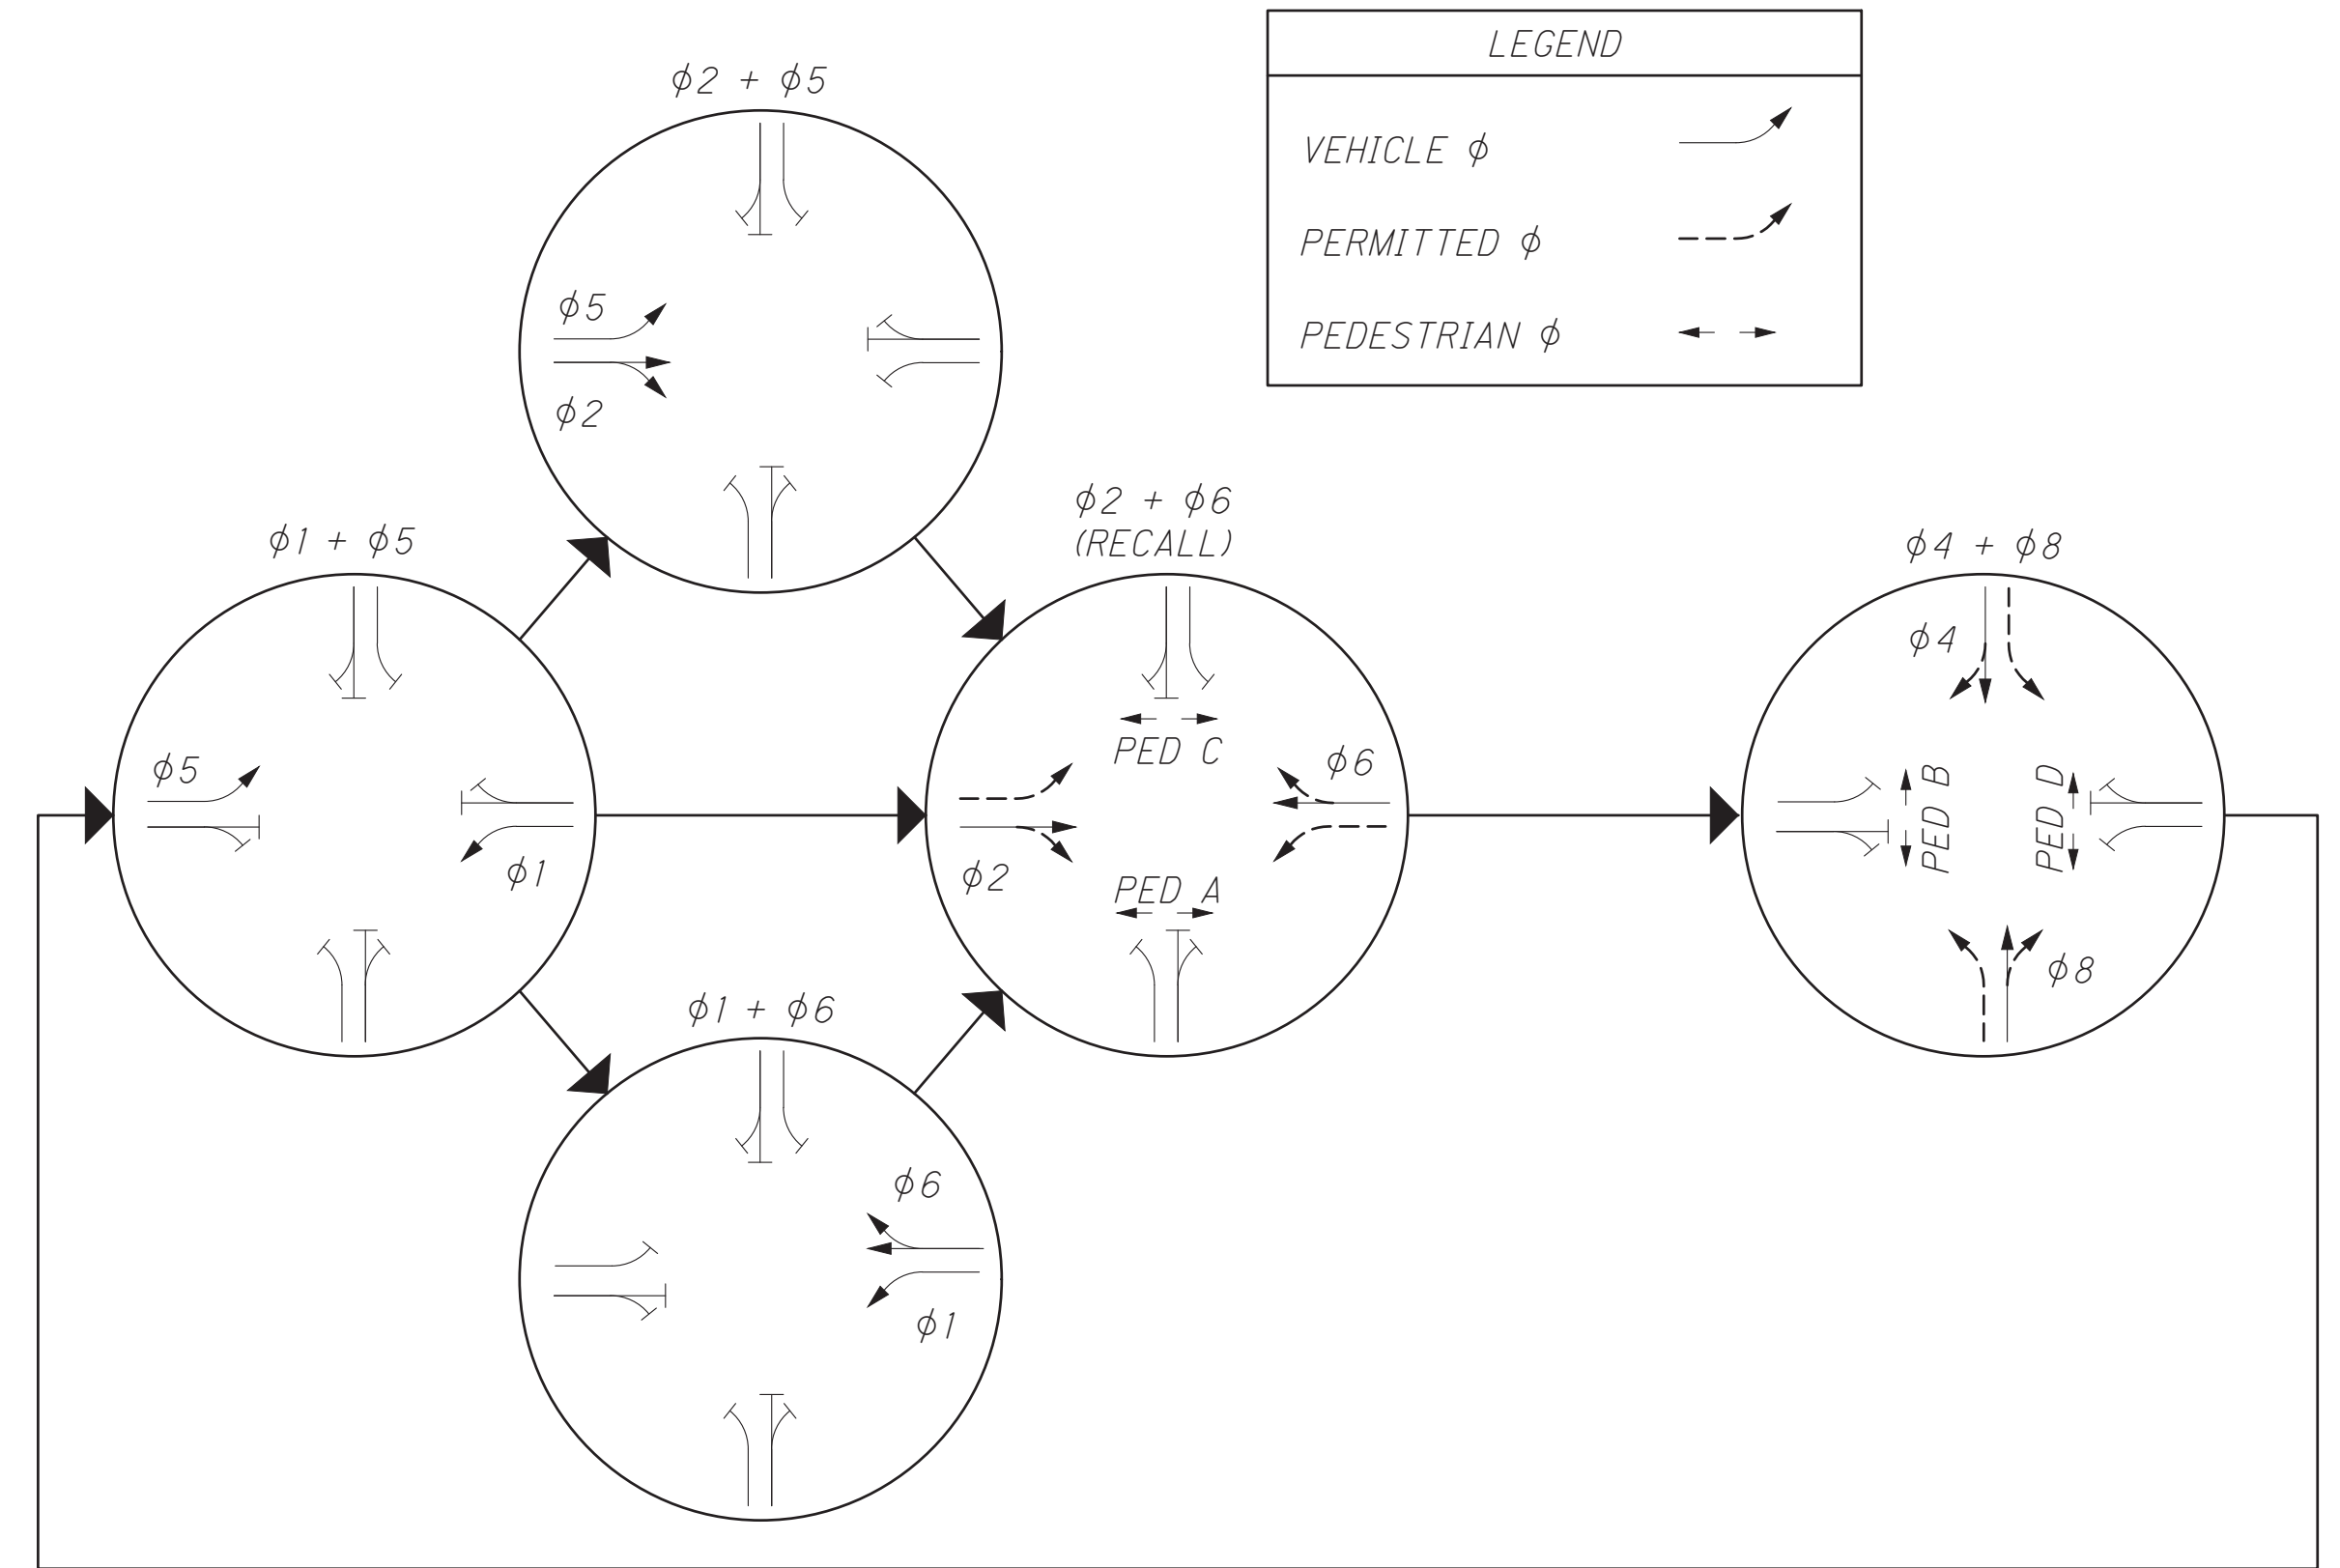 LEGEND
VEHICLE ϕ
PERMITTED ϕ
PEDESTRIAN ϕ
ϕ2 + ϕ5
ϕ5
ϕ2
ϕ1 + ϕ5
ϕ5
ϕ1
ϕ2 + ϕ6
(RECALL)
PED C
ϕ6
ϕ2
PED A
ϕ4 + ϕ8
ϕ4
PED B
PED D
ϕ8
ϕ1 + ϕ6
ϕ6
ϕ1